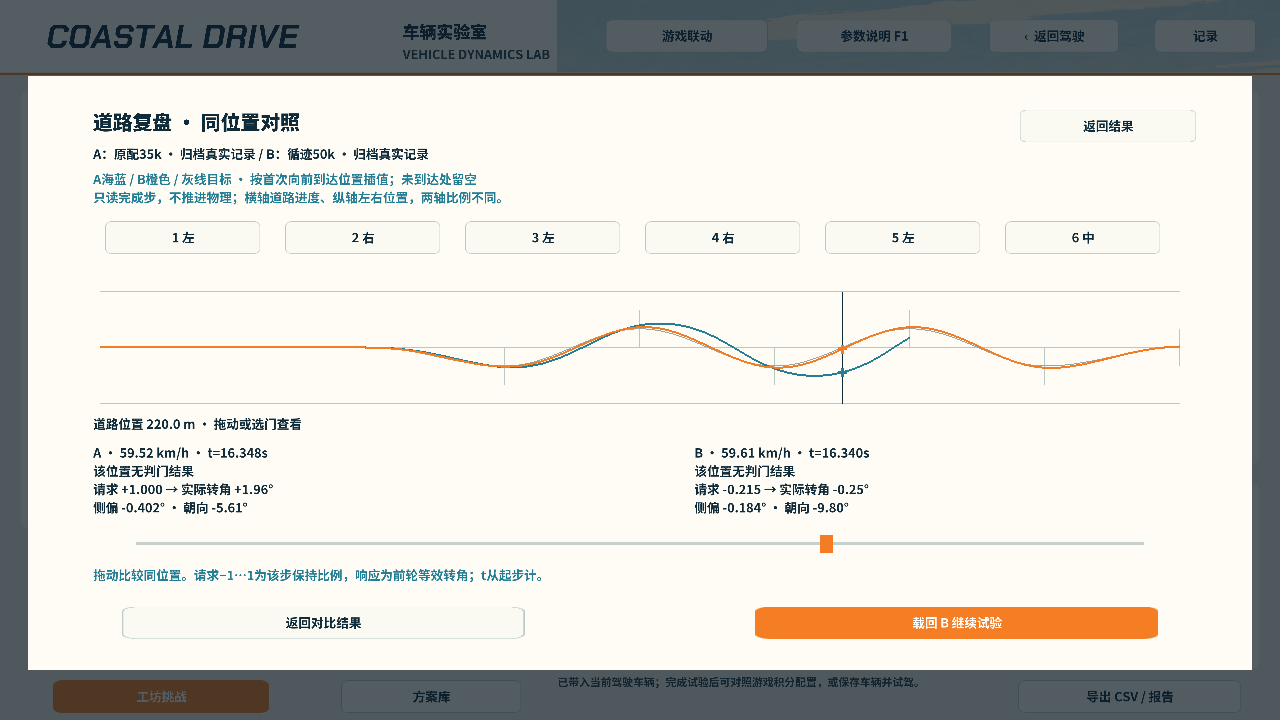 COASTAL DRIVE
车辆实验室
VEHICLE DYNAMICS LAB
游戏联动
参数说明 F1
‹ 返回驾驶
记录
道路复盘 · 同位置对照
返回结果
A：原配35k · 归档真实记录 / B：循迹50k · 归档真实记录
A海蓝 / B橙色 / 灰线目标 · 按首次向前到达位置插值；未到达处留空
只读完成步，不推进物理；横轴道路进度、纵轴左右位置，两轴比例不同。
1 左
2 右
3 左
4 右
5 左
6 中
道路位置 220.0 m · 拖动或选门查看
A · 59.52 km/h · t=16.348s
该位置无判门结果
请求 +1.000 → 实际转角 +1.96°
侧偏 -0.402° · 朝向 -5.61°
B · 59.61 km/h · t=16.340s
该位置无判门结果
请求 -0.215 → 实际转角 -0.25°
侧偏 -0.184° · 朝向 -9.80°
拖动比较同位置。请求−1…1为该步保持比例，响应为前轮等效转角；t从起步计。
返回对比结果
载回 B 继续试验
已带入当前驾驶车辆；完成试验后可对照游戏积分配置，或保存车辆并试驾。
工坊挑战
方案库
导出 CSV / 报告